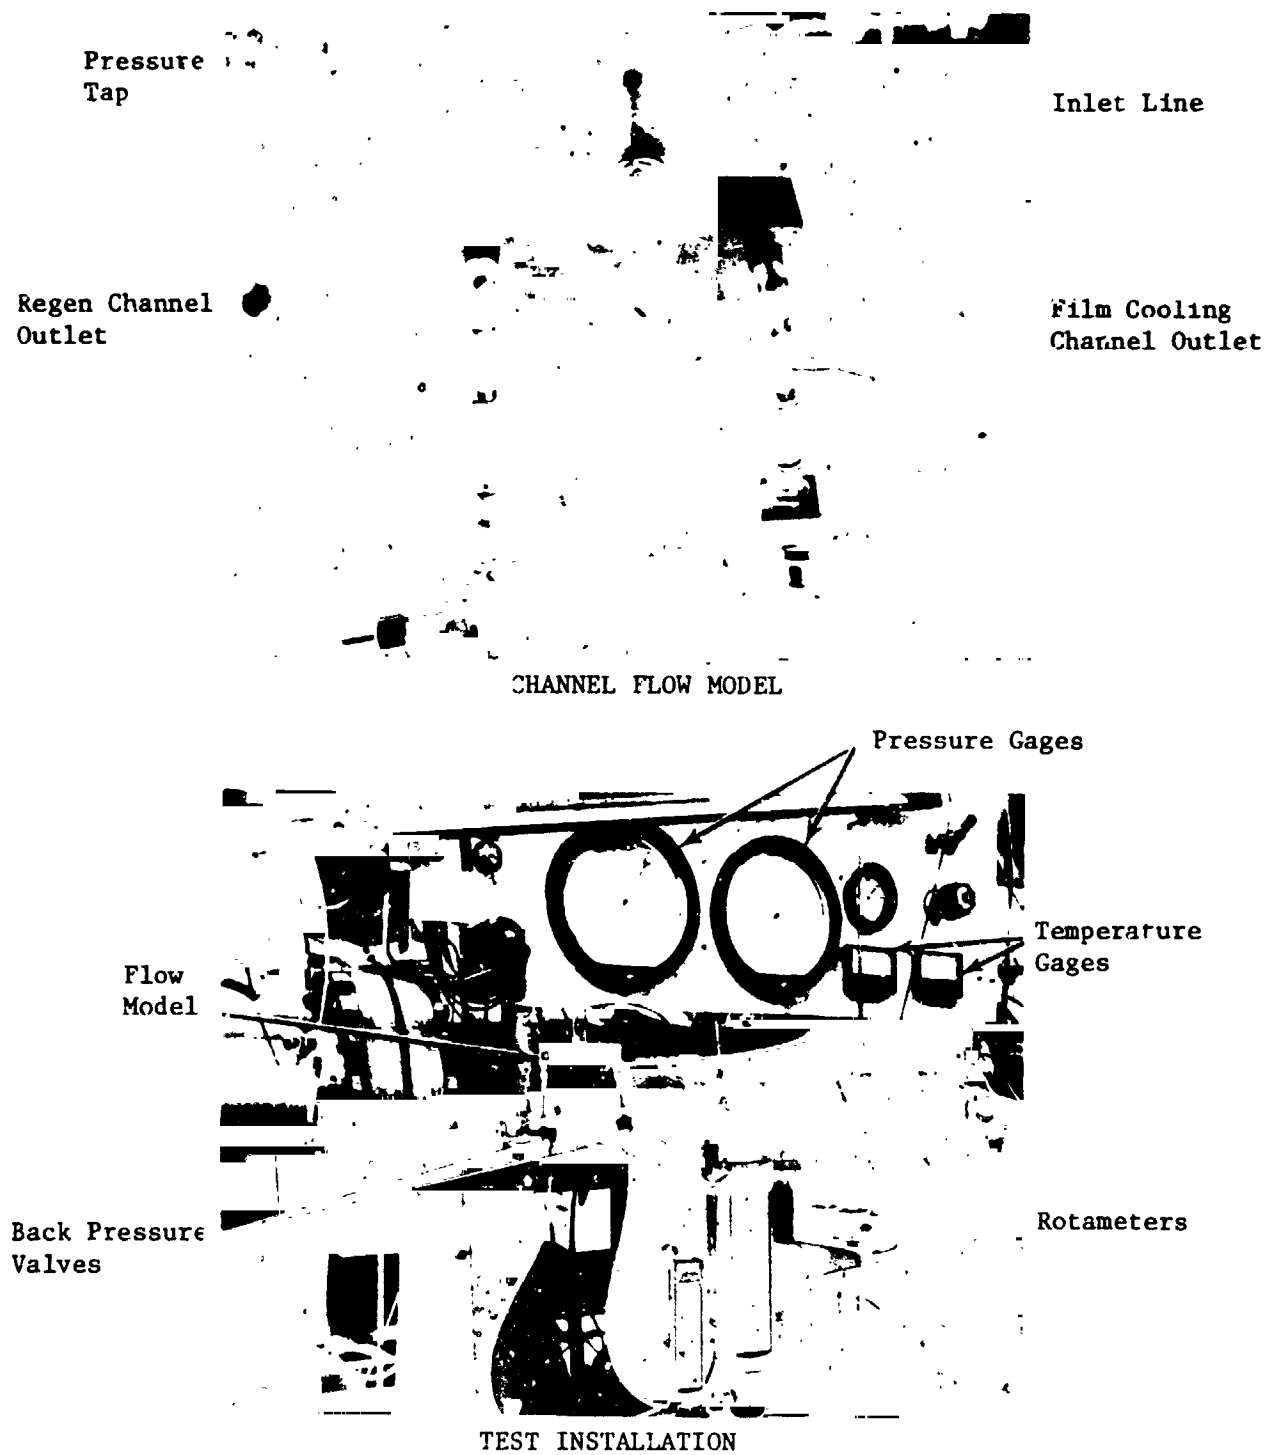 Pressure
Tap
Inlet Line
Regen Channel
Outlet
Film Cooling
Channel Outlet
CHANNEL FLOW MODEL
Pressure Gages
Temperature
Gages
Flow
Model
Back Pressure
Valves
Rotameters
TEST INSTALLATION